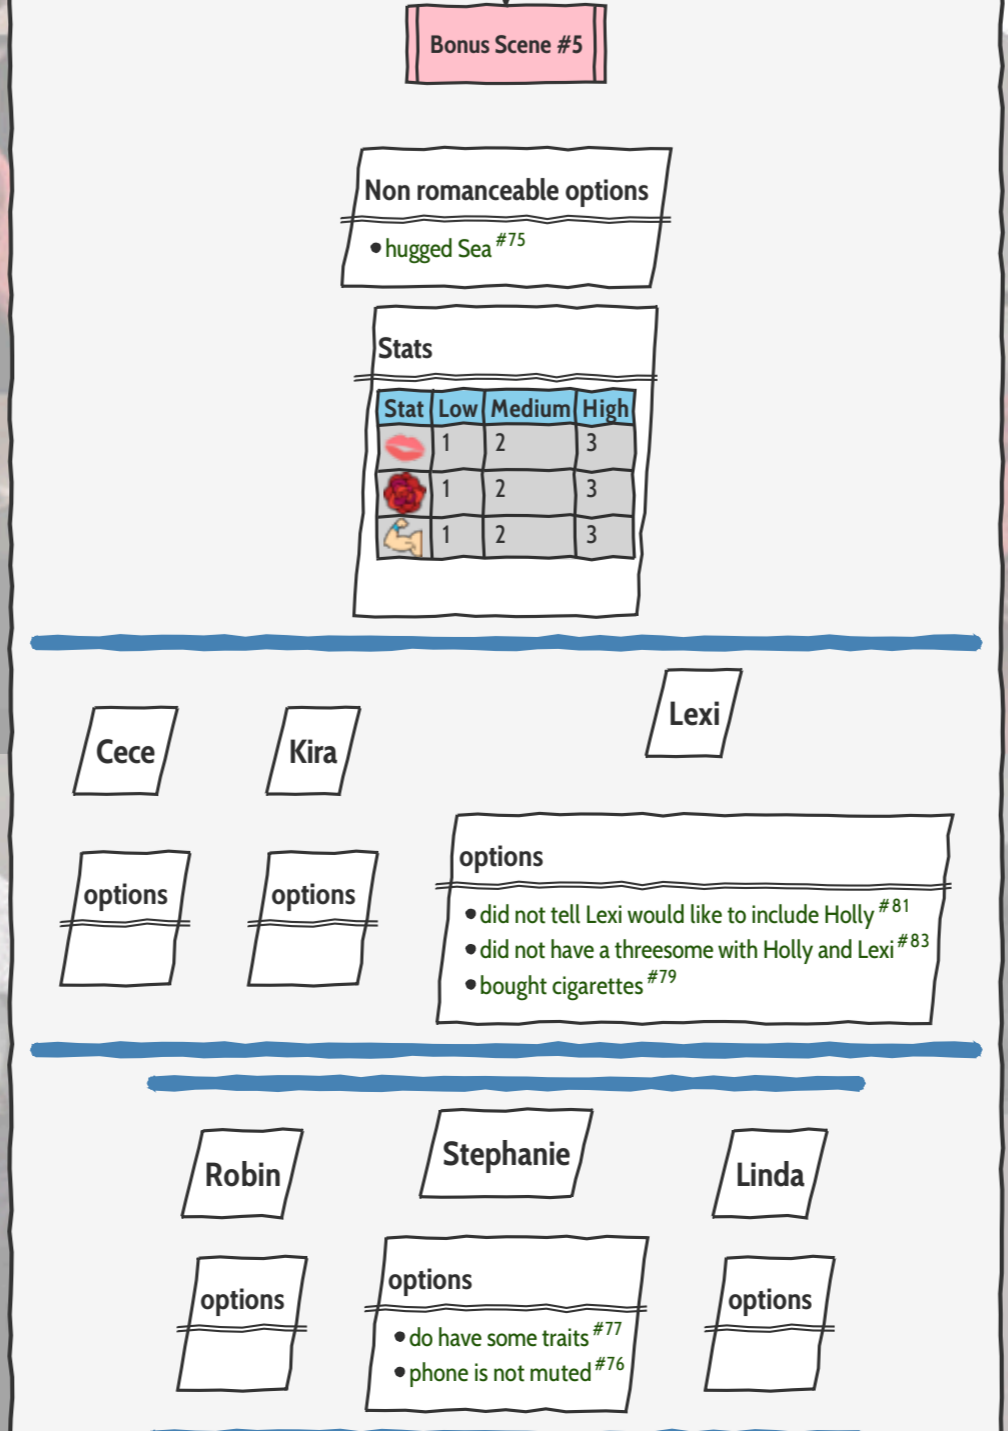 Bonus Scene #5
Non romanceable options
• hugged Sea #75
Stats
Stat Low Medium High
1 2 3
1 2 3
1 2 3
Cece
Kira
Lexi
options
options
options
• did not tell Lexi would like to include Holly #81
• did not have a threesome with Holly and Lexi #83
• bought cigarettes #79
Robin
Stephanie
Linda
options
options
• do have some traits #77
• phone is not muted #76
options